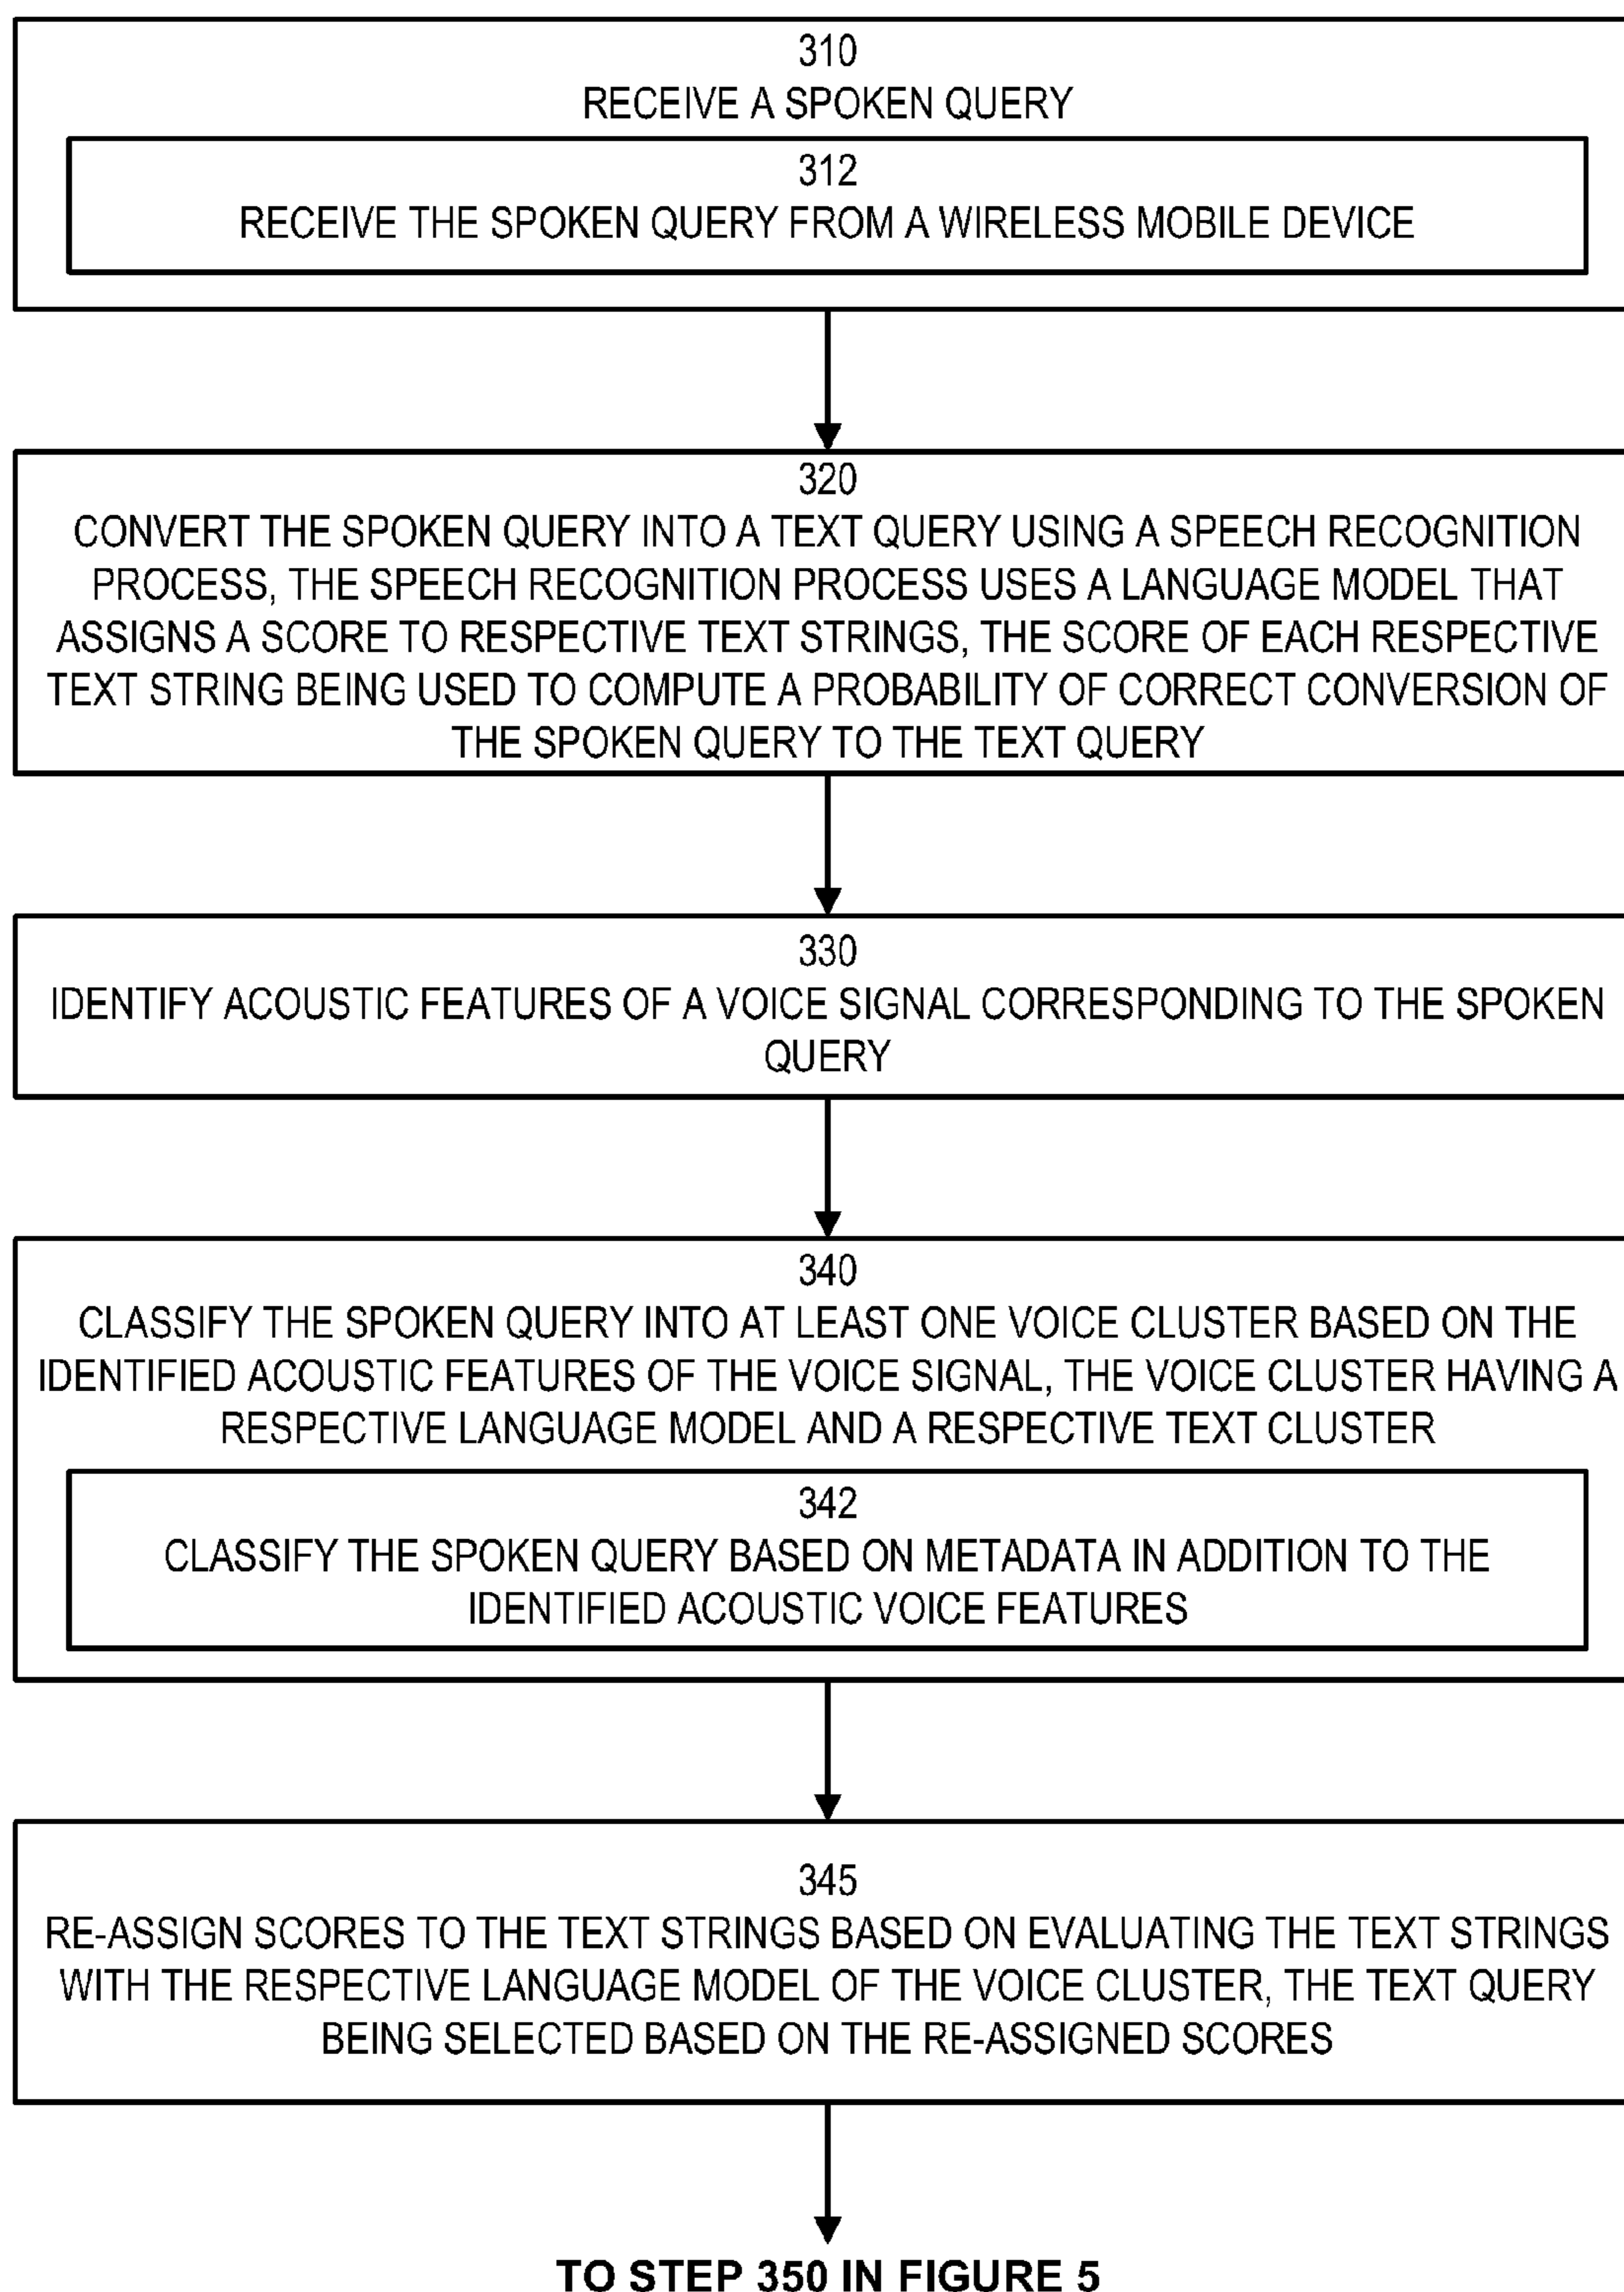 310
RECEIVE A SPOKEN QUERY
312
RECEIVE THE SPOKEN QUERY FROM A WIRELESS MOBILE DEVICE
320
CONVERT THE SPOKEN QUERY INTO A TEXT QUERY USING A SPEECH RECOGNITION
PROCESS, THE SPEECH RECOGNITION PROCESS USES A LANGUAGE MODEL THAT
ASSIGNS A SCORE TO RESPECTIVE TEXT STRINGS, THE SCORE OF EACH RESPECTIVE
TEXT STRING BEING USED TO COMPUTE A PROBABILITY OF CORRECT CONVERSION OF
THE SPOKEN QUERY TO THE TEXT QUERY
330
IDENTIFY ACOUSTIC FEATURES OF A VOICE SIGNAL CORRESPONDING TO THE SPOKEN
QUERY
340
CLASSIFY THE SPOKEN QUERY INTO AT LEAST ONE VOICE CLUSTER BASED ON THE
IDENTIFIED ACOUSTIC FEATURES OF THE VOICE SIGNAL, THE VOICE CLUSTER HAVING A
RESPECTIVE LANGUAGE MODEL AND A RESPECTIVE TEXT CLUSTER
342
CLASSIFY THE SPOKEN QUERY BASED ON METADATA IN ADDITION TO THE
IDENTIFIED ACOUSTIC VOICE FEATURES
345
RE-ASSIGN SCORES TO THE TEXT STRINGS BASED ON EVALUATING THE TEXT STRINGS
WITH THE RESPECTIVE LANGUAGE MODEL OF THE VOICE CLUSTER, THE TEXT QUERY
BEING SELECTED BASED ON THE RE-ASSIGNED SCORES
TO STEP 350 IN FIGURE 5